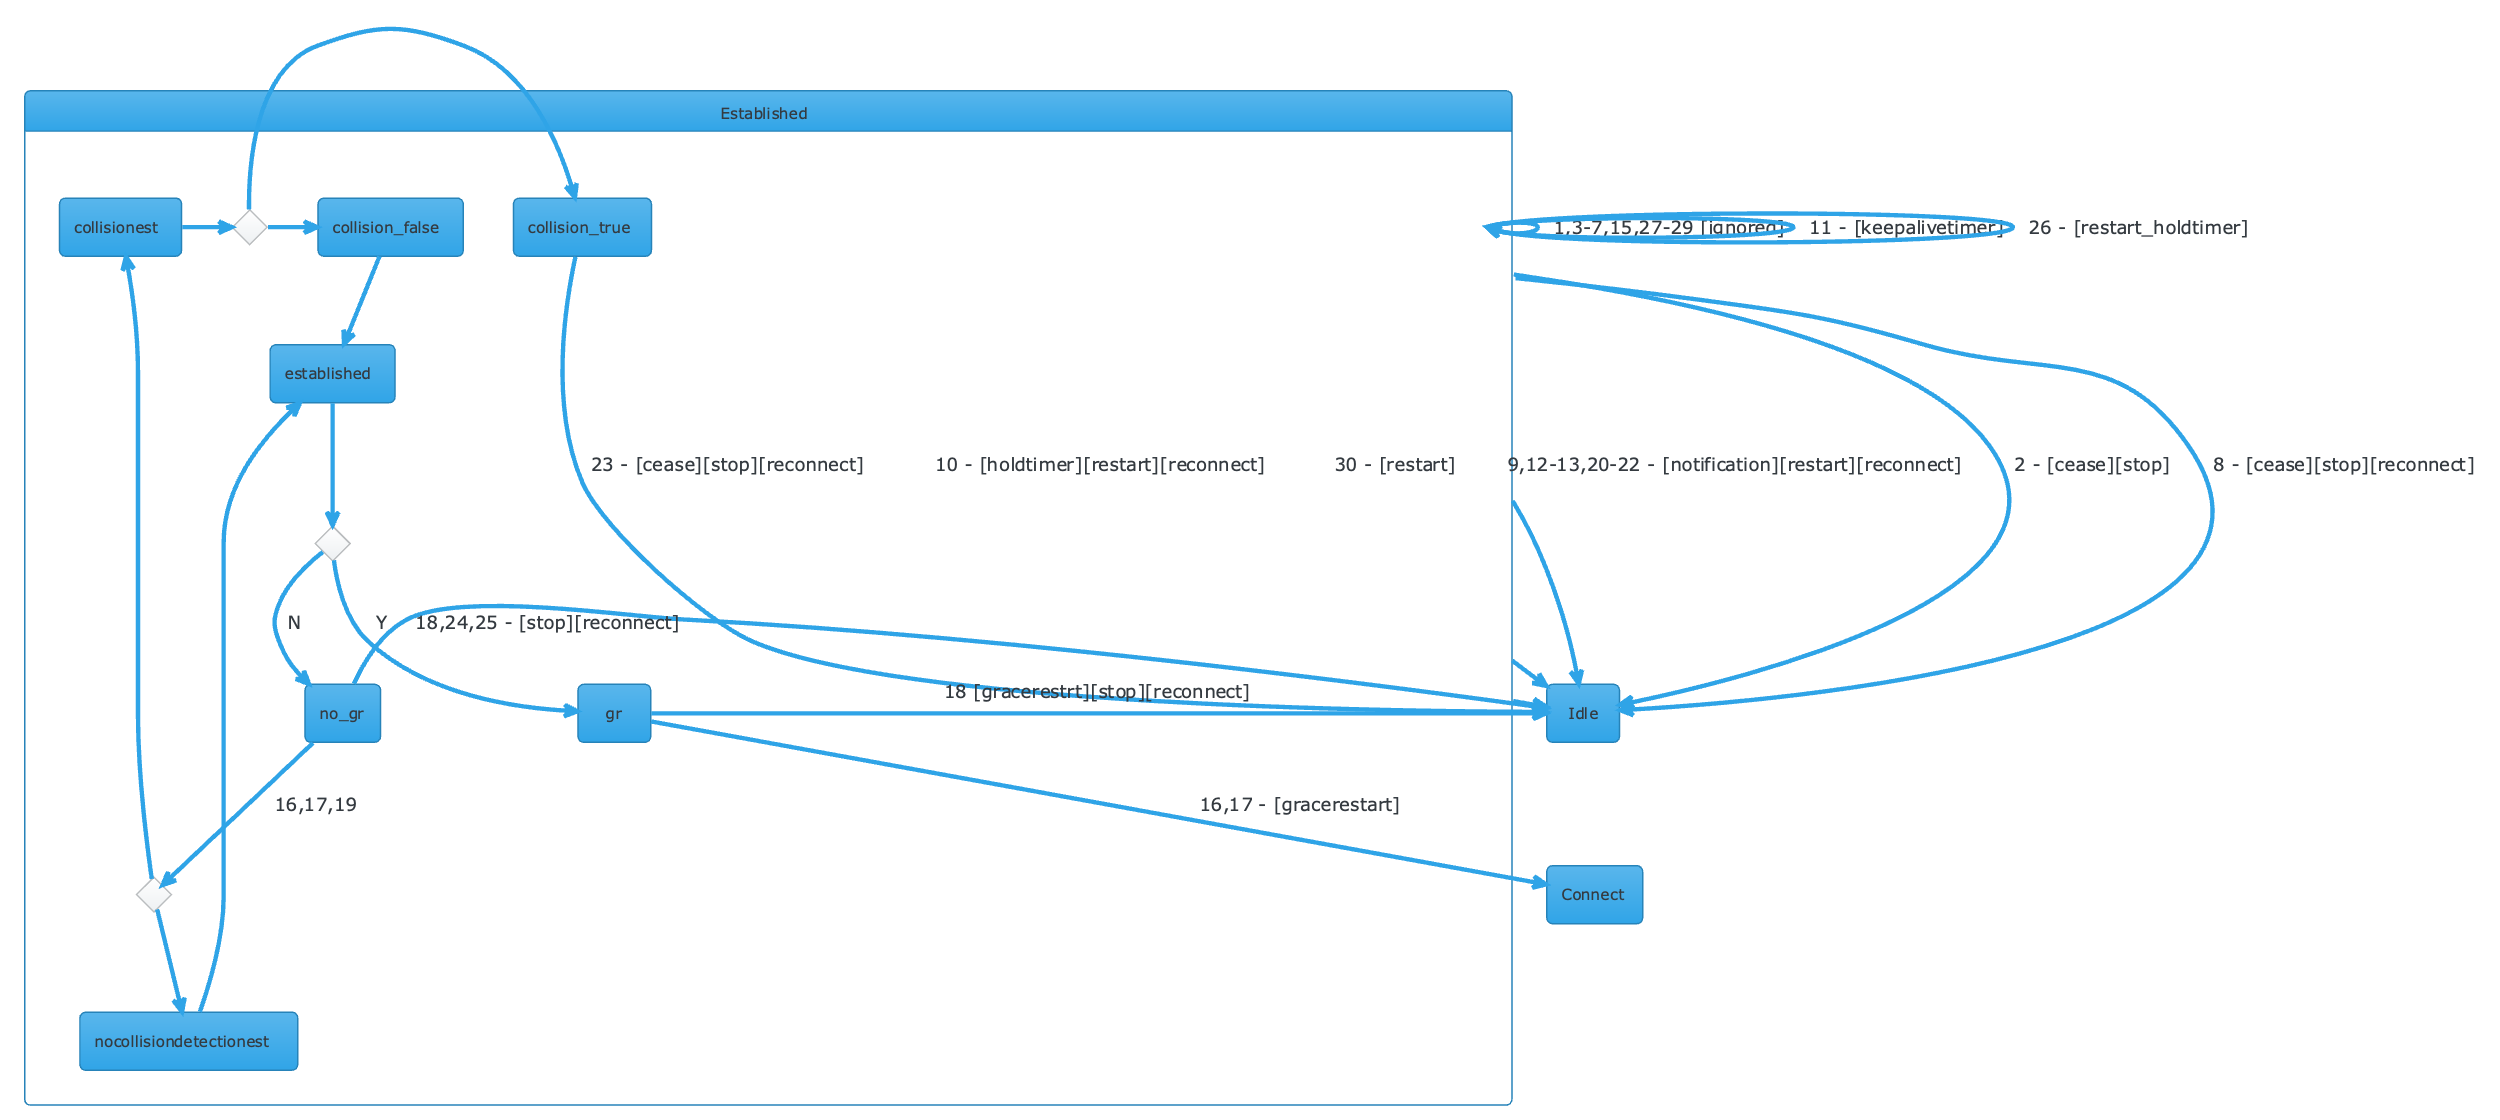 Established
collisionest
collision_false
collision_true
1,3-7,15,27-29 [ignored]
11 - [keepalivetimer]
26 - [restart_holdtimer]
established
23 - [cease][stop][reconnect]
10 - [holdtimer][restart][reconnect]
30 - [restart]
9,12-13,20-22 - [notification][restart][reconnect]
2 - [cease][stop]
8 - [cease][stop][reconnect]
N
Y
18,24,25 - [stop][reconnect]
18 [gracerestrt][stop][reconnect]
no_gr
gr
Idle
16,17,19
16,17 - [gracerestart]
Connect
nocollisiondetectionest